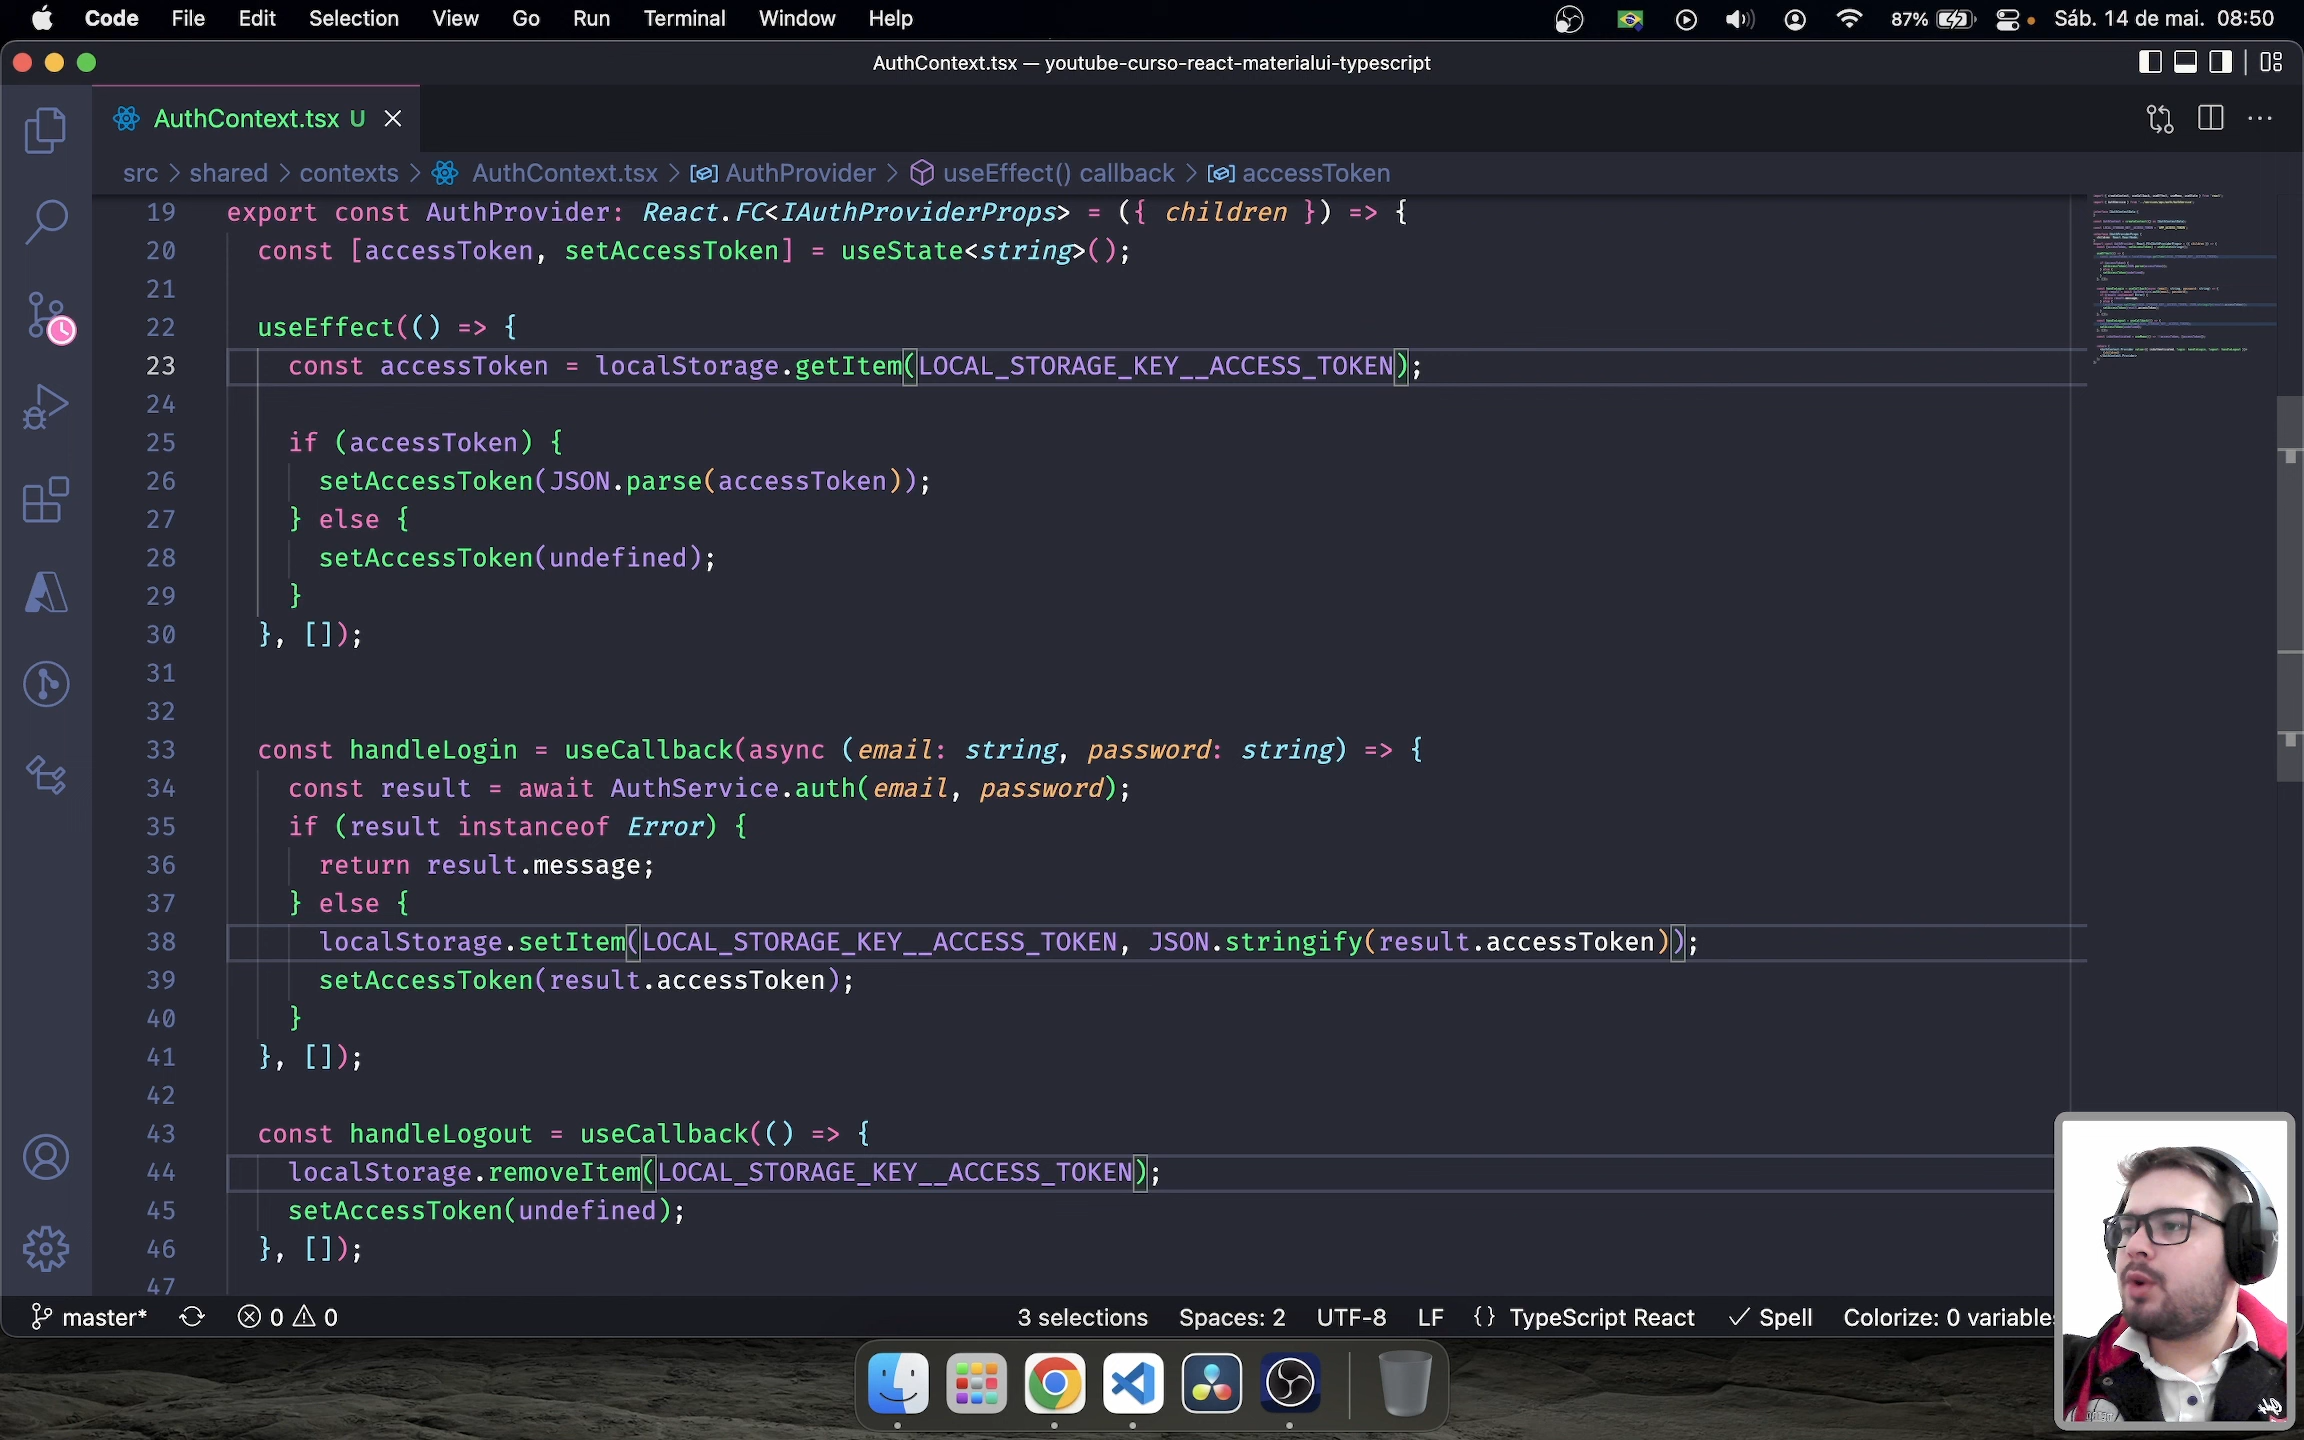 Code File Edit Selection View Go Run Terminal Window Help 87% Sáb. 14 de mai. 08:50
AuthContext.tsx — youtube-curso-react-materialui-typescript
AuthContext.tsx U
src > shared > contexts > AuthContext.tsx > AuthProvider > useEffect() callback > accessToken
19 export const AuthProvider: React.FC<IAuthProviderProps> = ({ children }) => {
20 const [accessToken, setAccessToken] = useState<string>();
21
22 useEffect(() => {
23 const accessToken = localStorage.getItem(LOCAL_STORAGE_KEY__ACCESS_TOKEN);
24
25 if (accessToken) {
26 setAccessToken(JSON.parse(accessToken));
27 } else {
28 setAccessToken(undefined);
29 }
30 }, []);
31
32
33 const handleLogin = useCallback(async (email: string, password: string) => {
34 const result = await AuthService.auth(email, password);
35 if (result instanceof Error) {
36 return result.message;
37 } else {
38 localStorage.setItem(LOCAL_STORAGE_KEY__ACCESS_TOKEN, JSON.stringify(result.accessToken));
39 setAccessToken(result.accessToken);
40 }
41 }, []);
42
43 const handleLogout = useCallback(() => {
44 localStorage.removeItem(LOCAL_STORAGE_KEY__ACCESS_TOKEN);
45 setAccessToken(undefined);
46 }, []);
47
master* 0 0 3 selections Spaces: 2 UTF-8 LF {} TypeScript React Spell Colorize: 0 variables